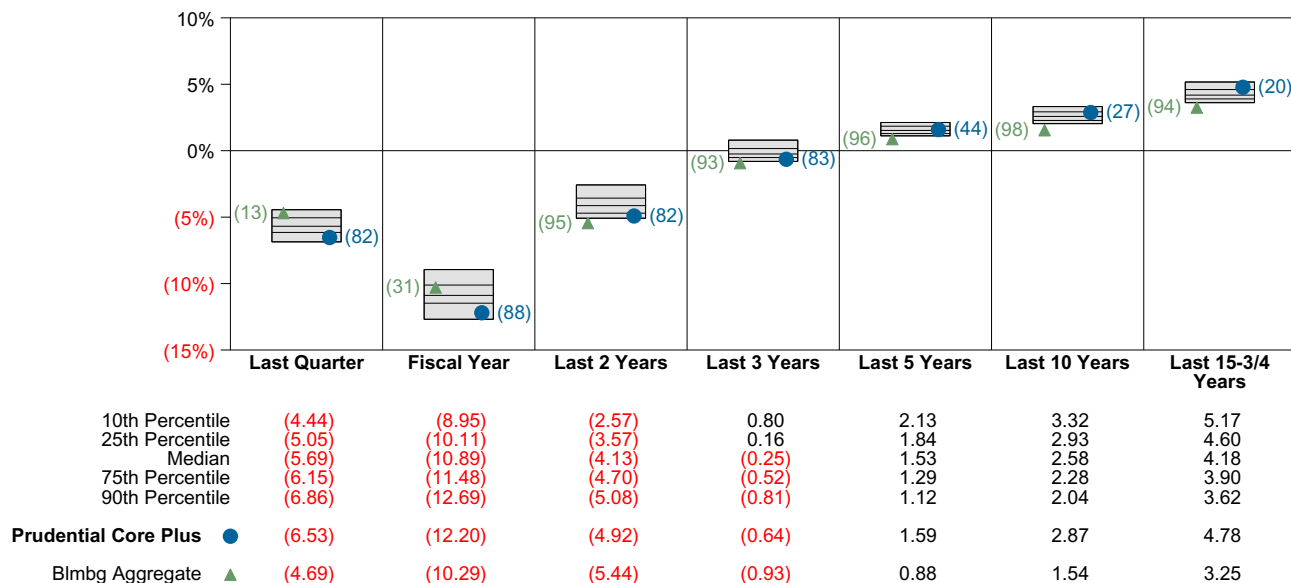 10%
5%
0%
(5%)
(10%)
(15%)
(13)
(82)
(31)
(88)
(95)
(82)
(93)
(83)
(96)
(44)
(98)
(27)
(94)
(20)
Last Quarter Fiscal Year Last 2 Years Last 3 Years Last 5 Years Last 10 Years Last 15-3/4
Years
10th Percentile (4.44) (8.95) (2.57) 0.80 2.13 3.32 5.17
25th Percentile (5.05) (10.11) (3.57) 0.16 1.84 2.93 4.60
Median (5.69) (10.89) (4.13) (0.25) 1.53 2.58 4.18
75th Percentile (6.15) (11.48) (4.70) (0.52) 1.29 2.28 3.90
90th Percentile (6.86) (12.69) (5.08) (0.81) 1.12 2.04 3.62
Prudential Core Plus (6.53) (12.20) (4.92) (0.64) 1.59 2.87 4.78
Blmbg Aggregate (4.69) (10.29) (5.44) (0.93) 0.88 1.54 3.25